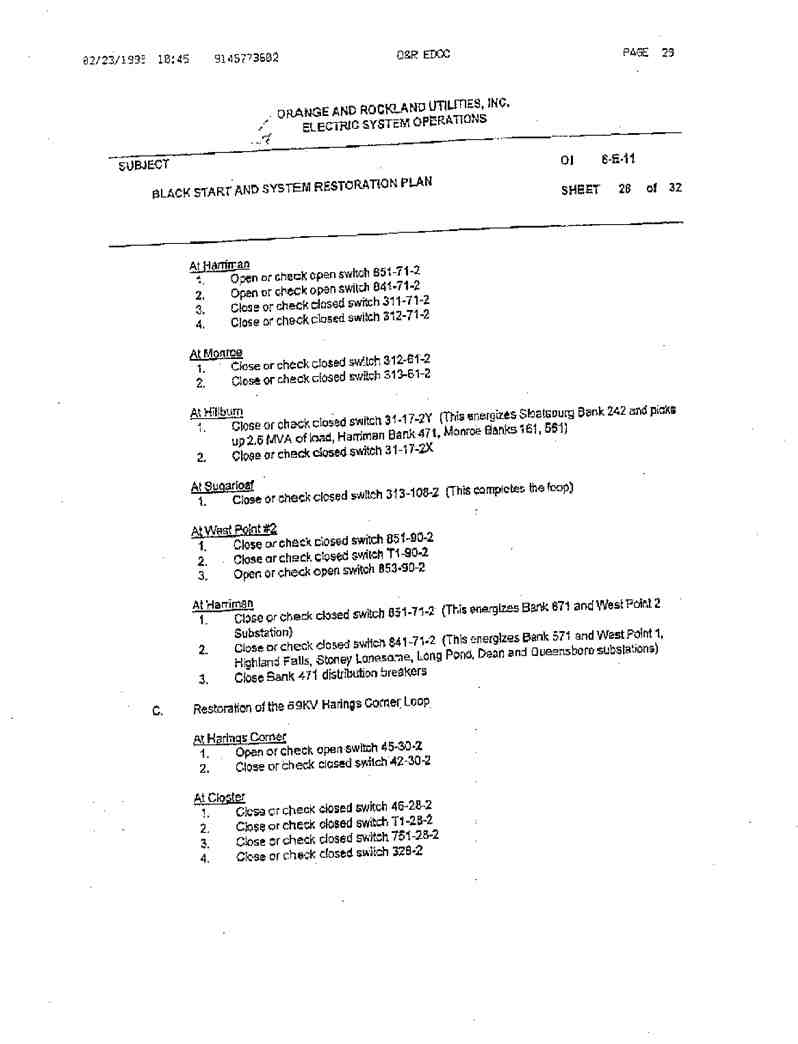 02/23/1999 18:45 9145773602 O&R EDOC PAGE 29
ORANGE AND ROCKLAND UTILITIES, INC.
ELECTRIC SYSTEM OPERATIONS
SUBJECT OI 6-E-11
BLACK START AND SYSTEM RESTORATION PLAN SHEET 28 of 32
At Harriman
1. Open or check open switch 851-71-2
2. Open or check open switch 841-71-2
3. Close or check closed switch 311-71-2
4. Close or check closed switch 312-71-2
At Monroe
1. Close or check closed switch 312-61-2
2. Close or check closed switch 313-61-2
At Hillburn
1. Close or check closed switch 31-17-2Y (This energizes Sloatsburg Bank 242 and picks
up 2.6 MVA of load, Harriman Bank 471, Monroe Banks 161, 561)
2. Close or check closed switch 31-17-2X
At Sugarloaf
1. Close or check closed switch 313-108-2 (This completes the loop)
At West Point #2
1. Close or check closed switch 851-90-2
2. Close or check closed switch T1-90-2
3. Open or check open switch 853-90-2
At Harriman
1. Close or check closed switch 851-71-2 (This energizes Bank 671 and West Point 2
Substation)
2. Close or check closed switch 841-71-2 (This energizes Bank 571 and West Point 1,
Highland Falls, Stoney Lonesome, Long Pond, Dean and Queensboro substations)
3. Close Bank 471 distribution breakers
C. Restoration of the 69KV Harings Corner Loop
At Harings Corner
1. Open or check open switch 45-30-2
2. Close or check closed switch 42-30-2
At Closter
1. Close or check closed switch 46-28-2
2. Close or check closed switch T1-28-2
3. Close or check closed switch 751-28-2
4. Close or check closed switch 328-2